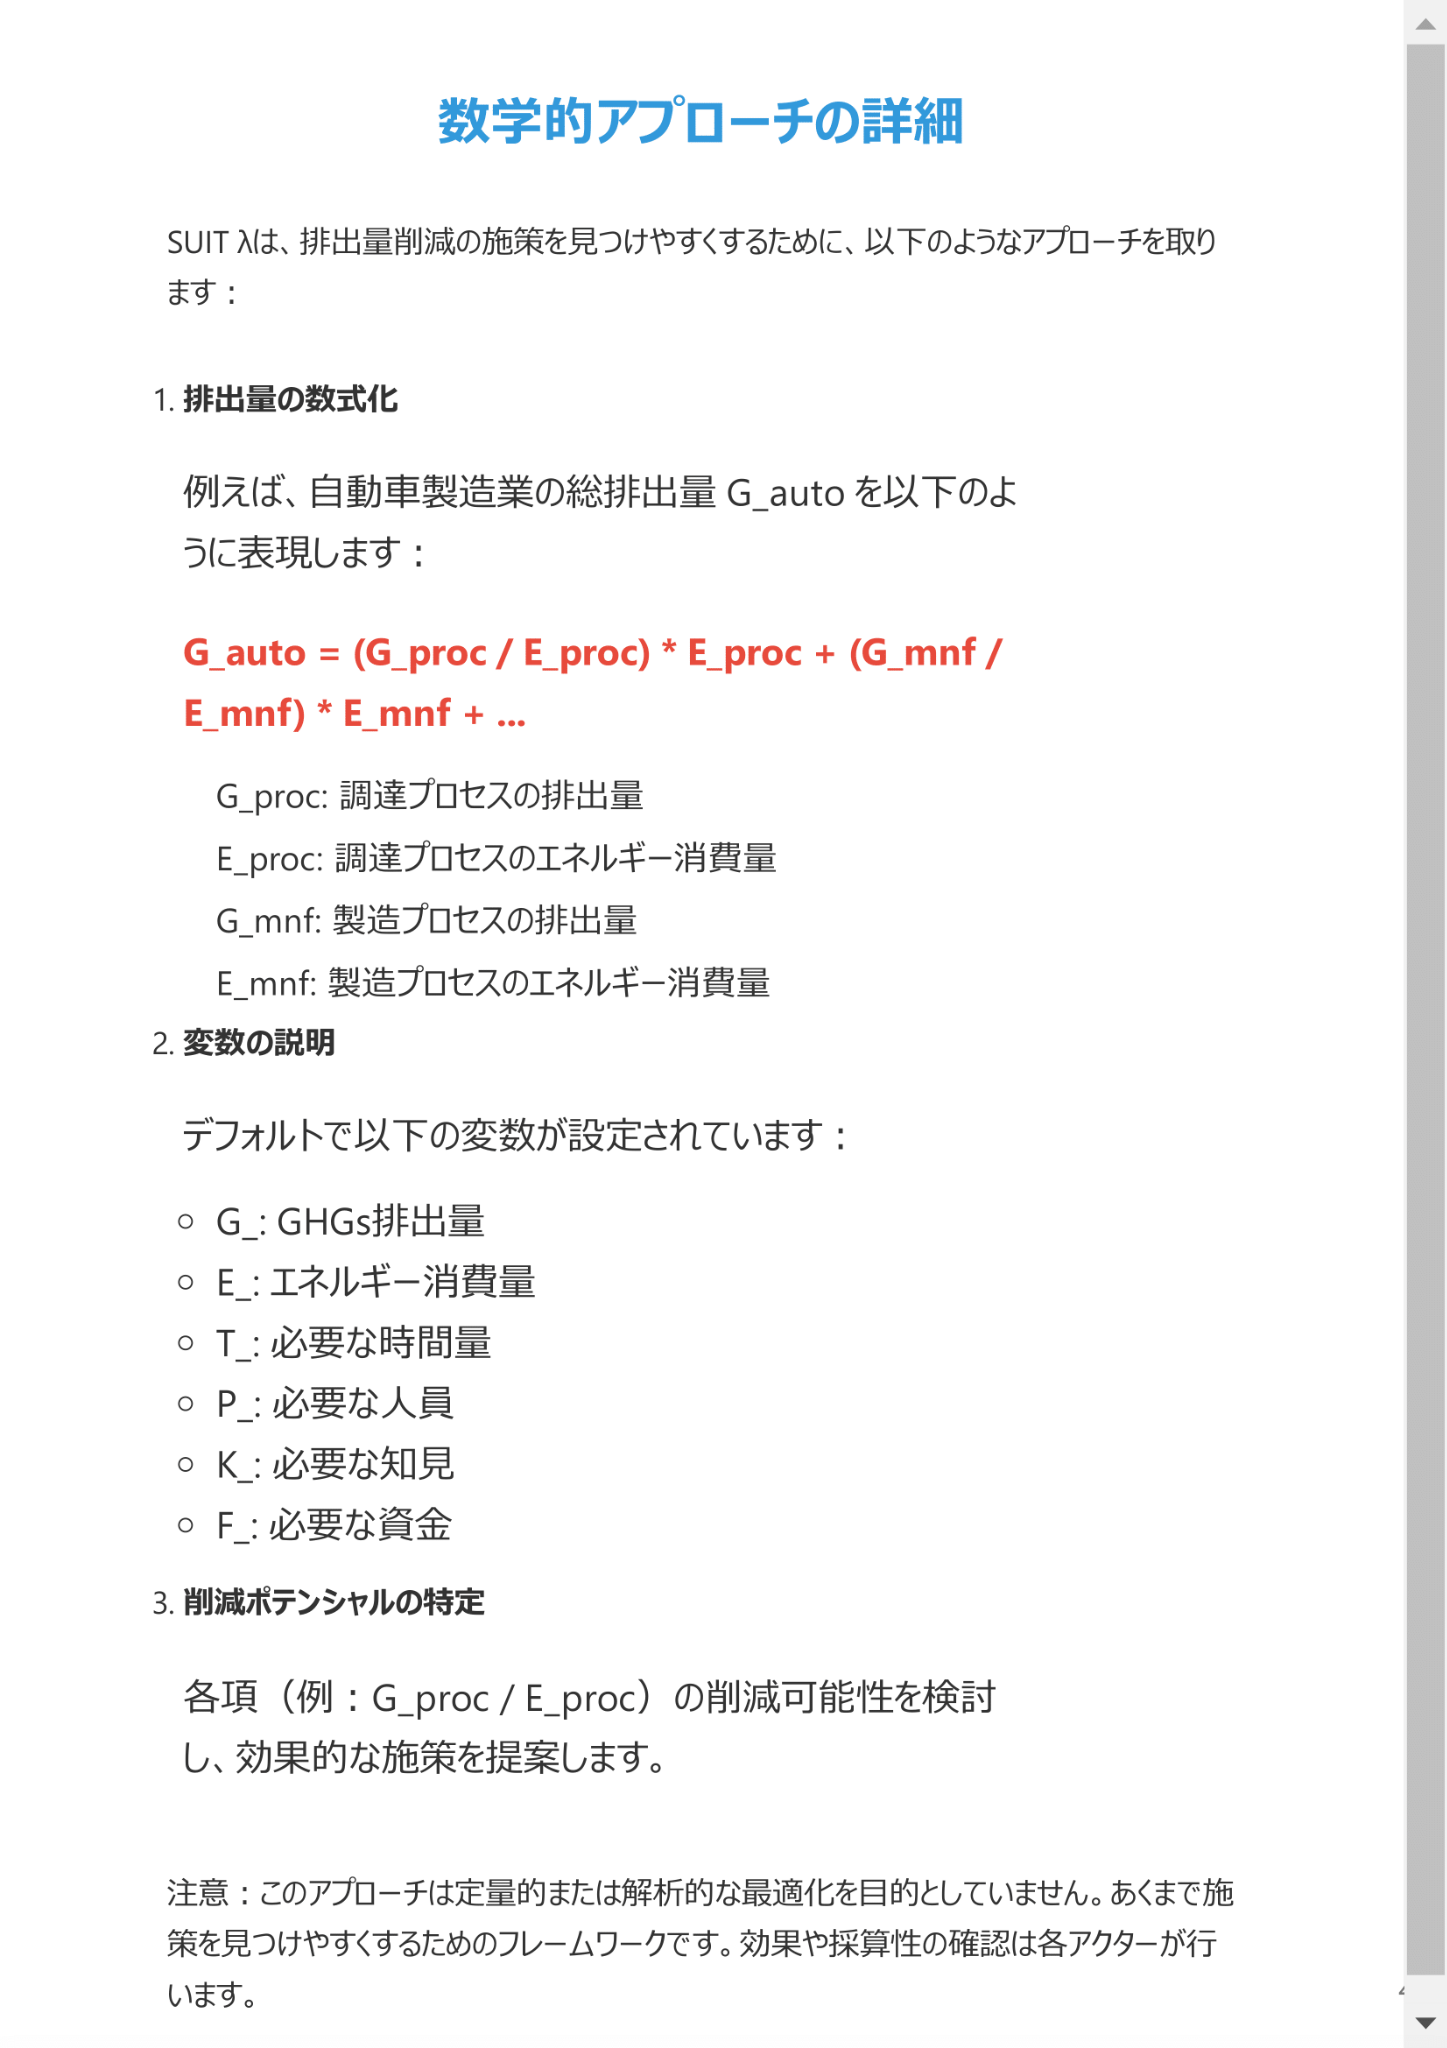 数学的アプローチの詳細
SUIT λは、排出量削減の施策を見つけやすくするために、以下のようなアプローチを取り
ます：
1. 排出量の数式化
例えば、自動車製造業の総排出量 G_auto を以下のよ
うに表現します：
G_auto = (G_proc / E_proc) * E_proc + (G_mnf /
E_mnf) * E_mnf + ...
G_proc: 調達プロセスの排出量
E_proc: 調達プロセスのエネルギー消費量
G_mnf: 製造プロセスの排出量
E_mnf: 製造プロセスのエネルギー消費量
2. 変数の説明
デフォルトで以下の変数が設定されています：
○ G_: GHGs排出量
○ E_: エネルギー消費量
○ T_: 必要な時間量
○ P_: 必要な人員
○ K_: 必要な知見
○ F_: 必要な資金
3. 削減ポテンシャルの特定
各項（例：G_proc / E_proc）の削減可能性を検討
し、効果的な施策を提案します。
注意：このアプローチは定量的または解析的な最適化を目的としていません。あくまで施
策を見つけやすくするためのフレームワークです。効果や採算性の確認は各アクターが行
います。